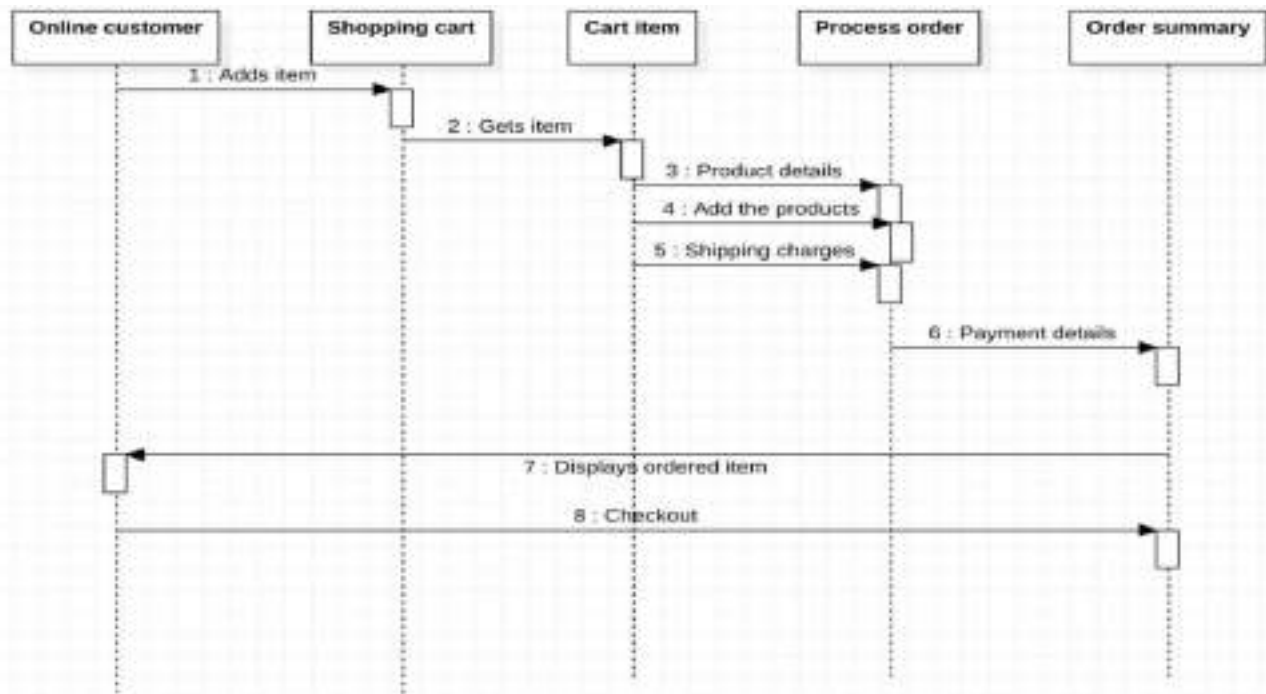 Online customer
Shopping cart
Cart item
Process order
Order summary
1 : Adds item
2 : Gets item
3 : Product details
4 : Add the products
5 : Shipping charges
6 : Payment details
7 : Displays ordered item
8 : Checkout